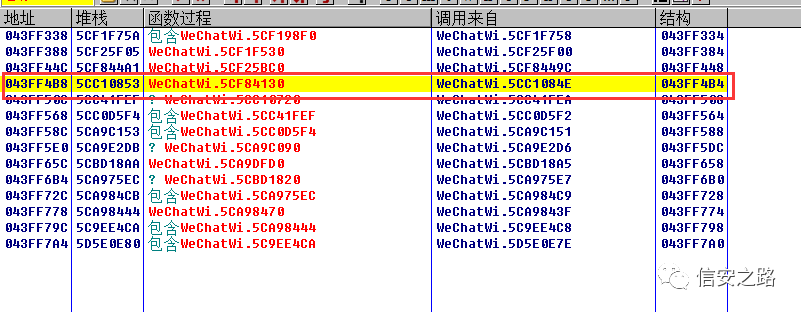 地址 堆栈 函数过程 调用来自 结构
043FF338 5CF1F75A 包含WeChatWi.5CF198F0 WeChatWi.5CF1F758 043FF334
043FF388 5CF25F05 WeChatWi.5CF1F530 WeChatWi.5CF25F00 043FF384
043FF44C 5CF844A1 WeChatWi.5CF25BC0 WeChatWi.5CF8449C 043FF448
043FF4B8 5CC10853 WeChatWi.5CF84130 WeChatWi.5CC1084E 043FF4B4
5CC41FEF ? WeChatWi.5CC10720 WeChatWi.5CC41FEA
043FF568 5CC0D5F4 包含WeChatWi.5CC41FEF WeChatWi.5CC0D5F2 043FF564
043FF58C 5CA9C153 包含WeChatWi.5CC0D5F4 WeChatWi.5CA9C151 043FF588
043FF5E0 5CA9E2DB ? WeChatWi.5CA9C090 WeChatWi.5CA9E2D6 043FF5DC
043FF65C 5CBD18AA WeChatWi.5CA9DFD0 WeChatWi.5CBD18A5 043FF658
043FF6B4 5CA975EC ? WeChatWi.5CBD1820 WeChatWi.5CA975E7 043FF6B0
043FF72C 5CA984CB 包含WeChatWi.5CA975EC WeChatWi.5CA984C9 043FF728
043FF778 5CA98444 WeChatWi.5CA98470 WeChatWi.5CA9843F 043FF774
043FF79C 5C9EE4CA 包含WeChatWi.5CA98444 WeChatWi.5C9EE4C8 043FF798
043FF7A4 5D5E0E80 包含WeChatWi.5C9EE4CA WeChatWi.5D5E0E7E 043FF7A0
信安之路